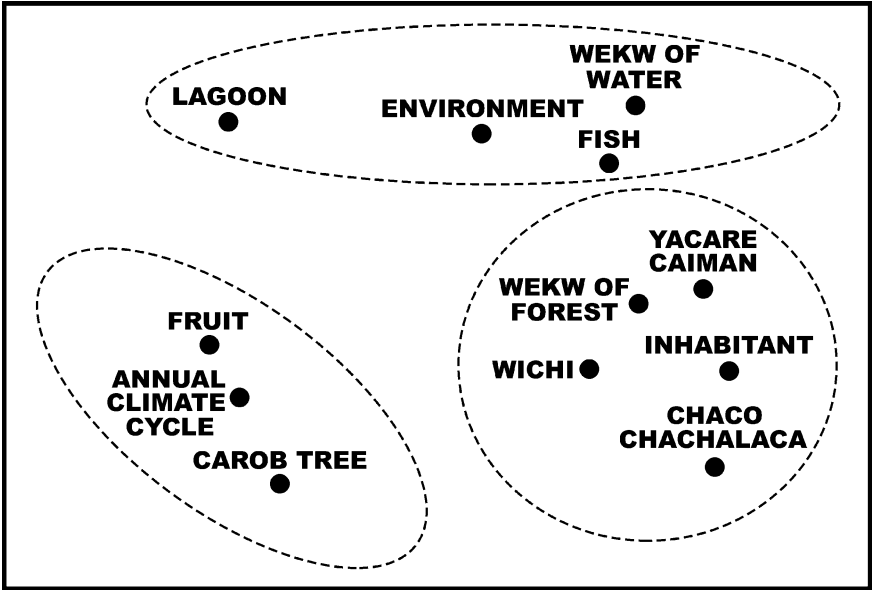 WEKW OF
WATER
LAGOON
ENVIRONMENT
FISH
YACARE
CAIMAN
WEKW OF
FOREST
FRUIT
INHABITANT
WICHI
ANNUAL
CLIMATE
CYCLE
CHACO
CHACHALACA
CAROB TREE